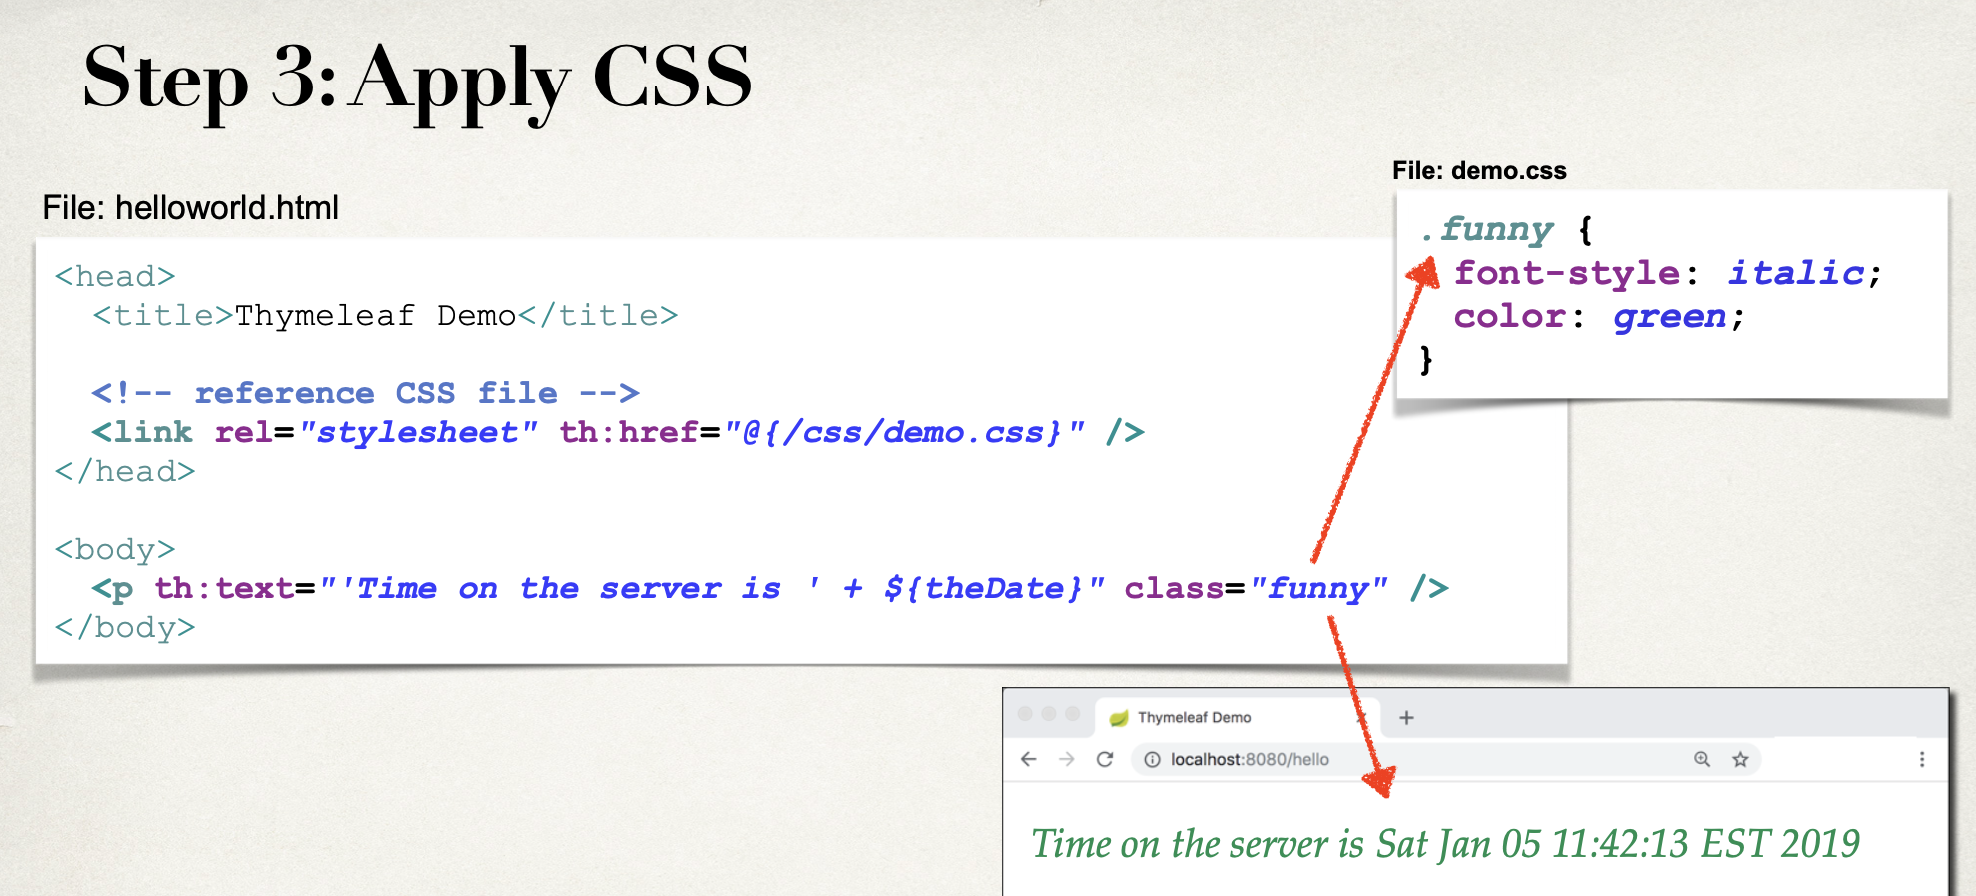 Step 3: Apply CSS
File: helloworld.html
<head>
<title>Thymeleaf Demo</title>
<!-- reference CSS file -->
<link rel="stylesheet" th:href="@{/css/demo.css}" />
</head>
<body>
<p th:text="'Time on the server is ' + ${theDate}" class="funny" />
</body>
File: demo.css
.funny {
font-style: italic;
color: green;
}
Thymeleaf Demo
localhost:8080/hello
Time on the server is Sat Jan 05 11:42:13 EST 2019